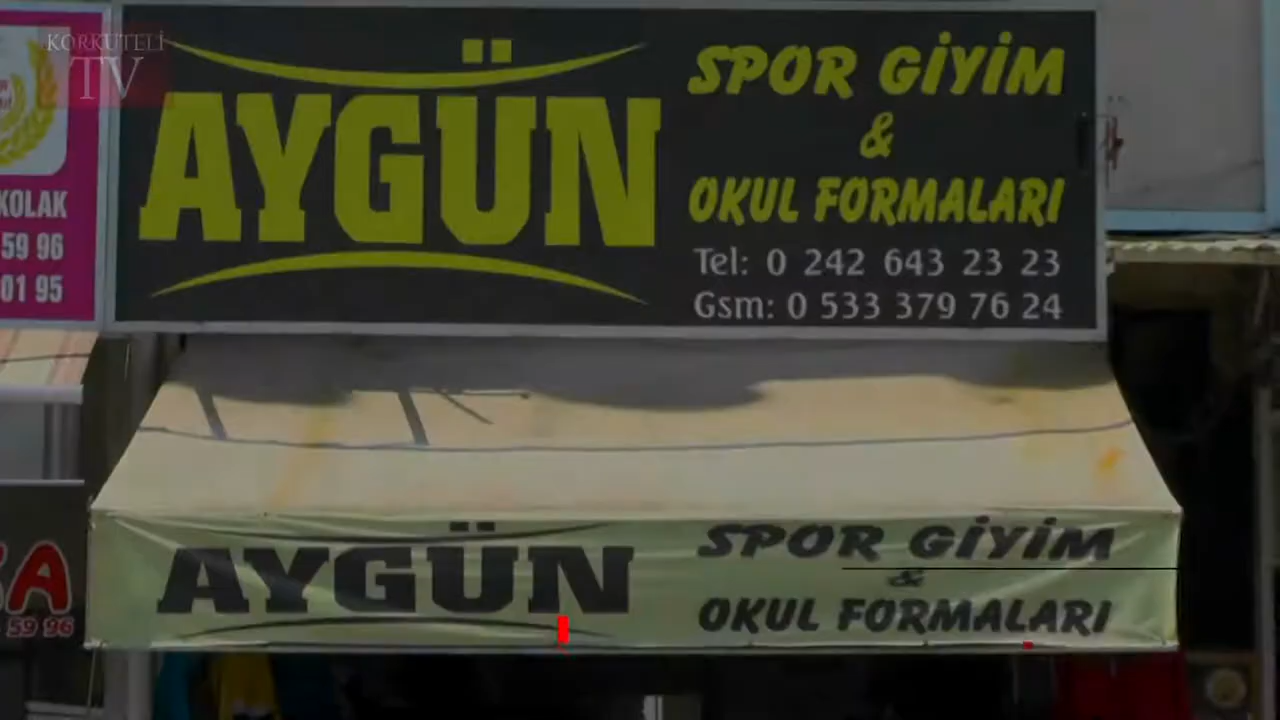 KORKUTELİ
TV
KOLAK
59 96
01 95
AYGÜN
SPOR GİYİM
&
OKUL FORMALARI
Tel: 0 242 643 23 23
Gsm: 0 533 379 76 24
AYGÜN
SPOR GİYİM
&
OKUL FORMALARI
59 96